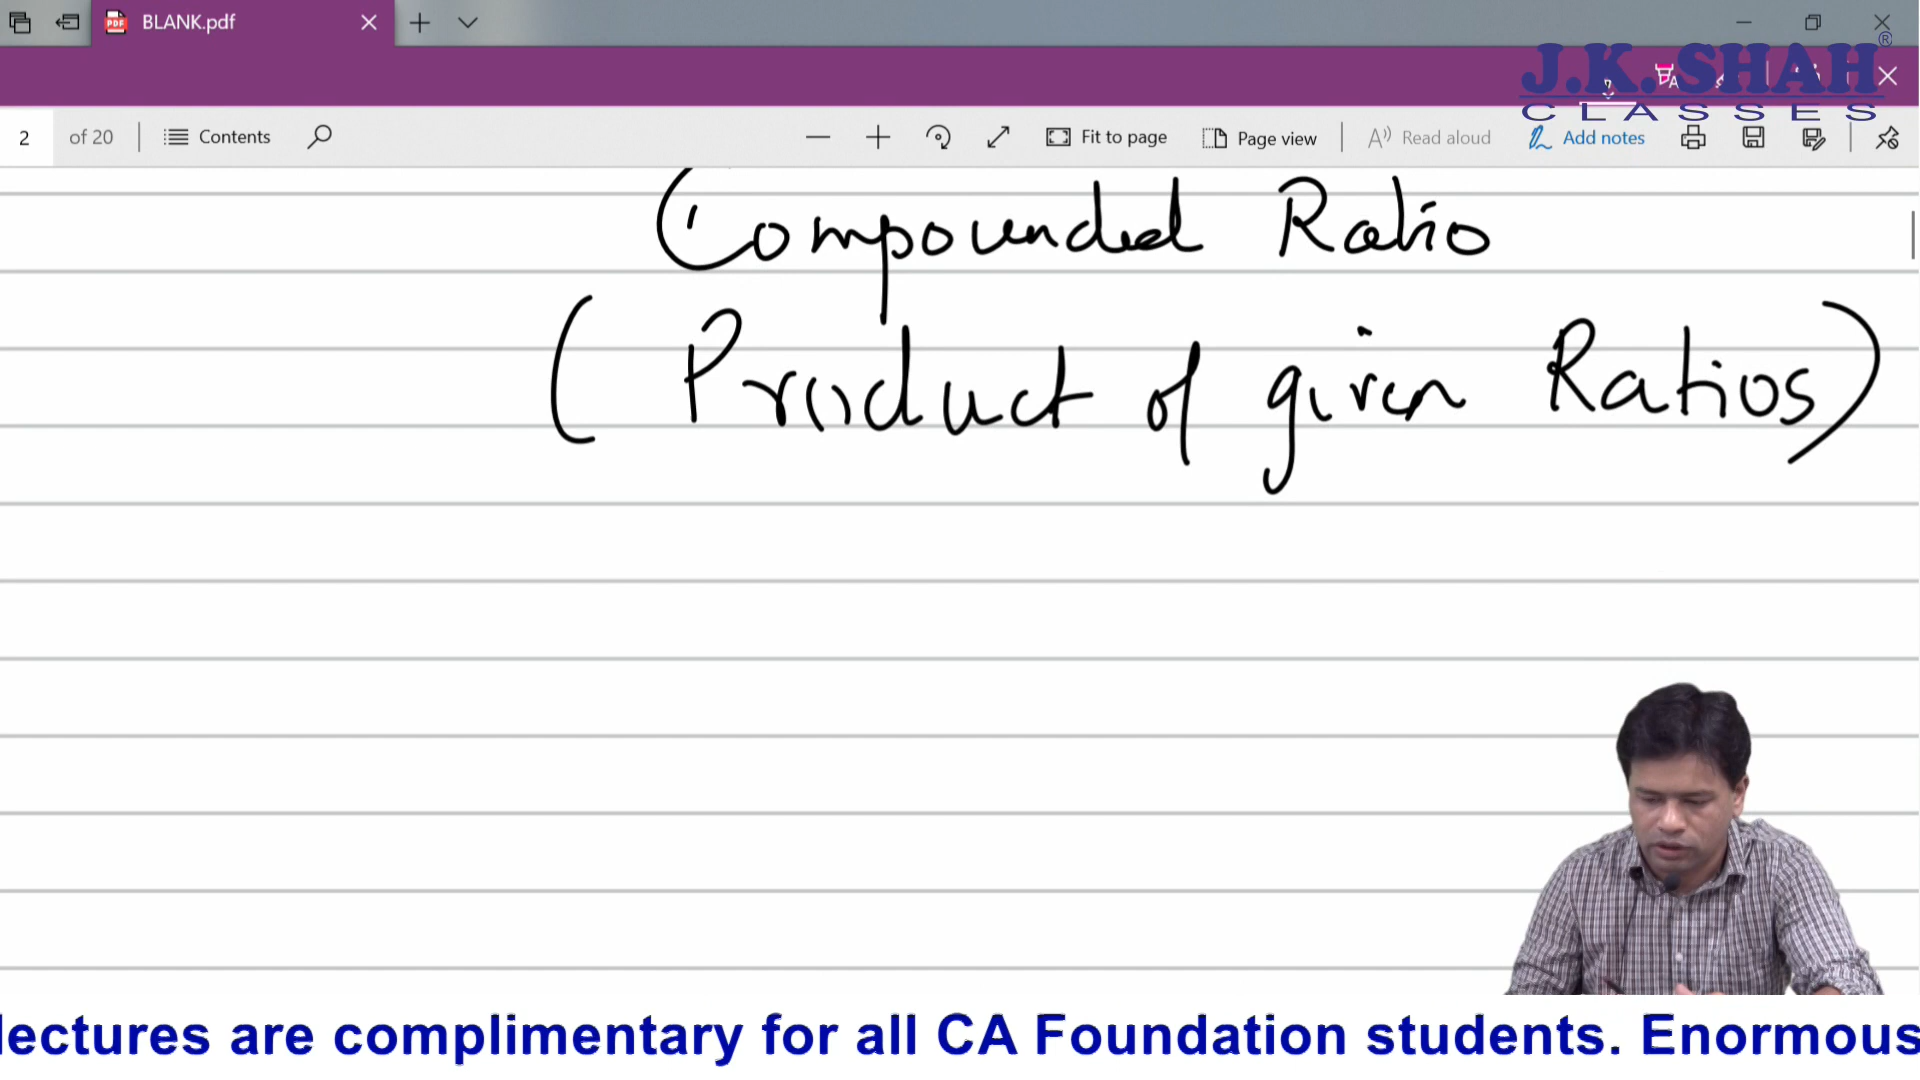 BLANK.pdf
J.K.SHAH®
CLASSES
2 of 20 Contents Fit to page Page view Read aloud Add notes
Compounded Ratio
( Product of given Ratios )
lectures are complimentary for all CA Foundation students. Enormous